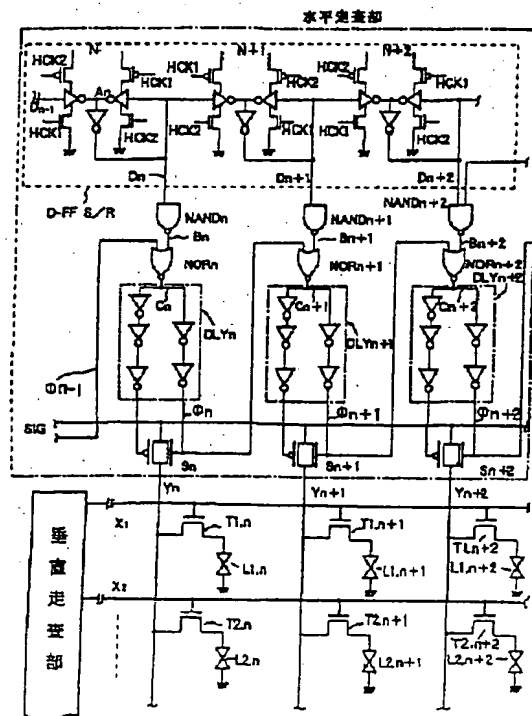 水平走査部
N N+1 N+2
HCK2 HCK1 HCK1 HCK2 HCK2 HCK1
An
Dn-1 HCK1 HCK2 HCK2 HCK1 HCK1 HCK2
Dn Dn+1 Dn+2
D-FF S/R
NANDn NANDn+1 NANDn+2
Bn Bn+1 Bn+2
NORn NORn+1 NORn+2
Cn Cn+1 Cn+2
DLYn DLYn+1 DLYn+2
Φn-1 Φn Φn+1 Φn+2
SIG
Sn Sn+1 Sn+2
Yn Yn+1 Yn+2
X1
T1.n T1.n+1 T1.n+2
L1.n L1.n+1 L1.n+2
X2
T2.n T2.n+1 T2.n+2
L2.n L2.n+1 L2.n+2
垂直走査部